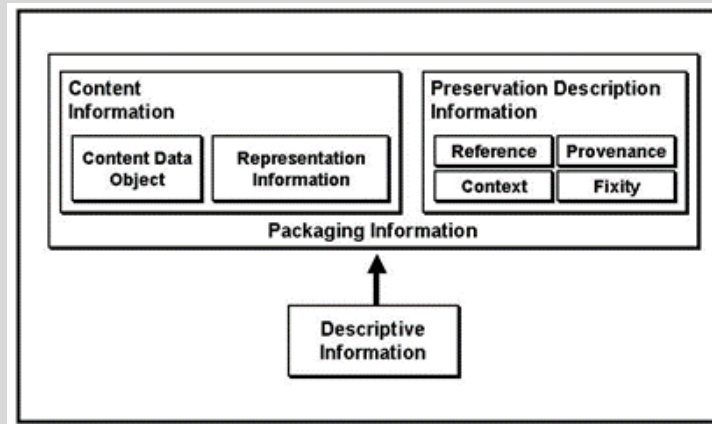 Content
Information
Content Data
Object
Representation
Information
Preservation Description
Information
Reference
Provenance
Context
Fixity
Packaging Information
Descriptive
Information